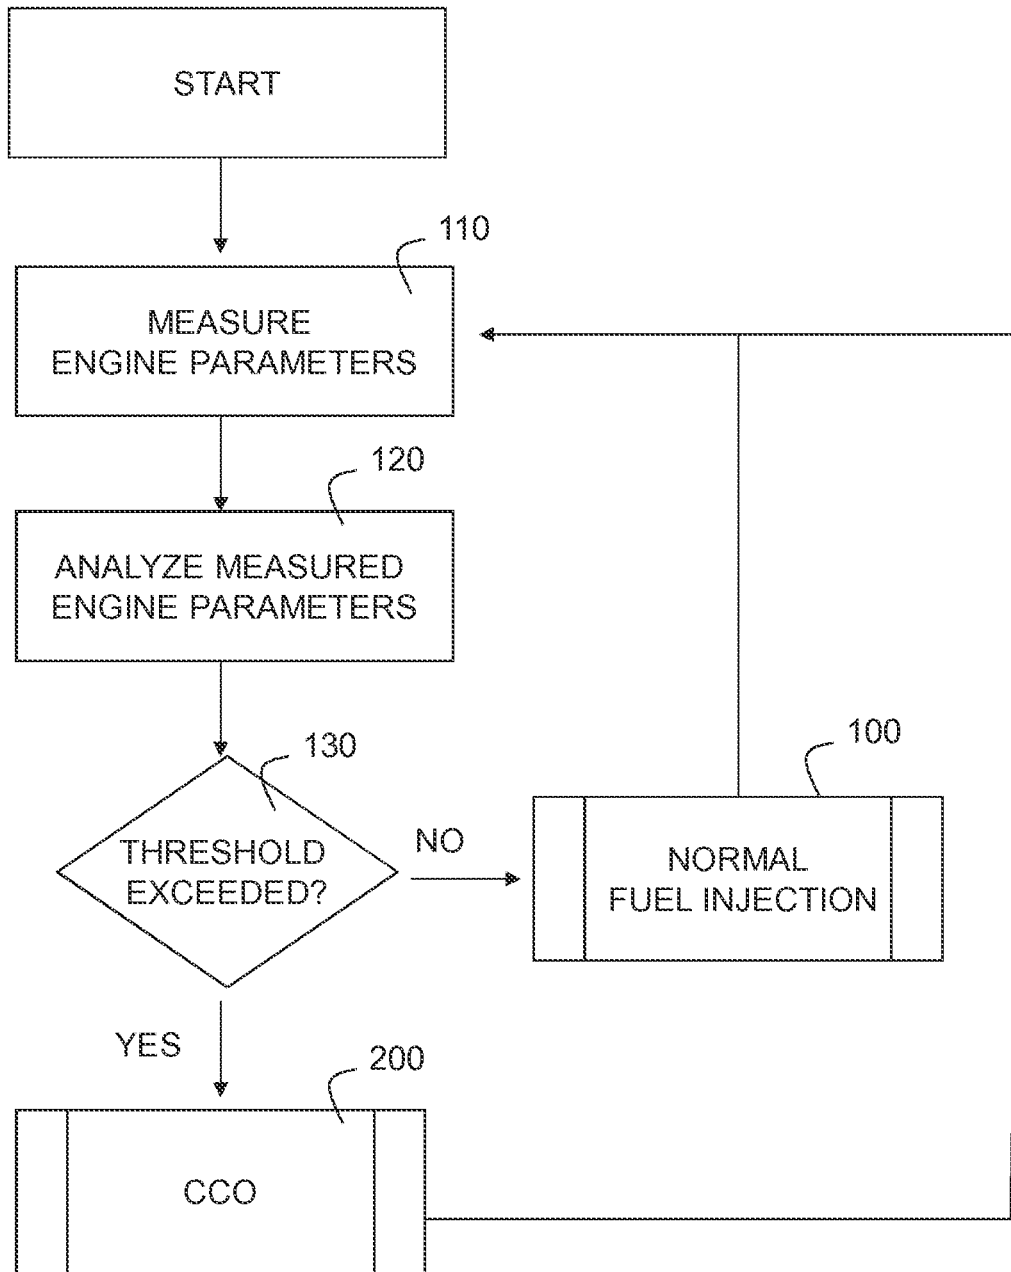 START
110
MEASURE
ENGINE PARAMETERS
120
ANALYZE MEASURED
ENGINE PARAMETERS
130
THRESHOLD
EXCEEDED?
NO
100
NORMAL
FUEL INJECTION
YES
200
CCO